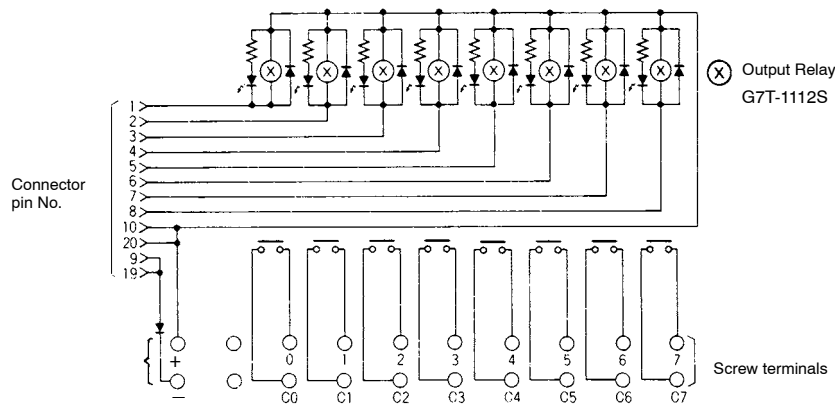 Output Relay
G7T-1112S
Connector
pin No.
1
2
3
4
5
6
7
8
10
20
9
19
X X X X X X X X X
+
−
0 1 2 3 4 5 6 7
C0 C1 C2 C3 C4 C5 C6 C7
Screw terminals